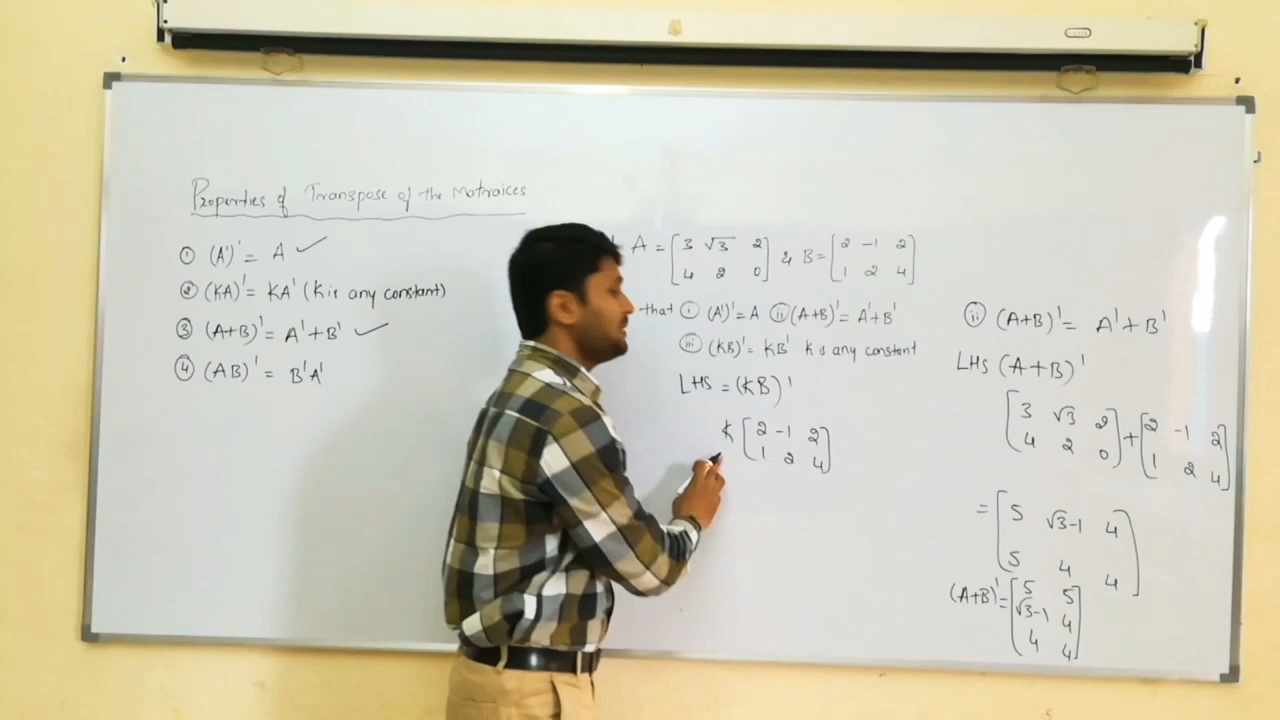 Properties of Transpose of the Matraices
① (A')' = A ✓
② (KA)' = KA' (K is any constant)
③ (A+B)' = A'+B' ✓
④ (AB)' = B'A'
A = [3 √3 2
4 2 0] & B = [2 -1 2
1 2 4]
that ⓘ (A')' = A ⓘⓘ (A+B)' = A'+B'
ⓘⓘⓘ (KB)' = KB' K is any constant
LHS = (KB)'
K [2 -1 2
1 2 4]
ⓘⓘ (A+B)' = A'+B'
LHS (A+B)'
[3 √3 2
4 2 0] + [2 -1 2
1 2 4]
= [5 √3-1 4
5 4 4]
(A+B)' = [5 5
√3-1 4
4 4]